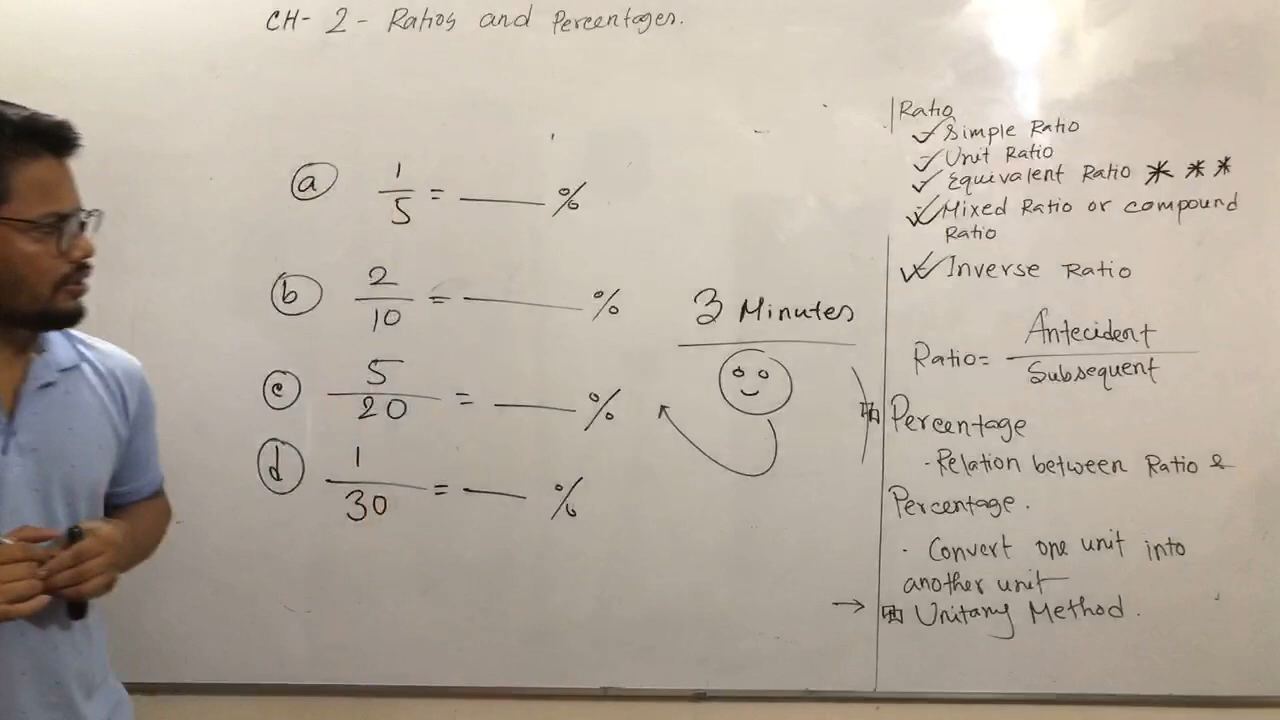 CH- 2 - Ratios and Percentages.
(a) 1/5 = ____ %
(b) 2/10 = ____ %
(c) 5/20 = ____ %
(d) 1/30 = ____ %
3 Minutes
Ratio
✓ Simple Ratio
✓ Unit Ratio
✓ Equivalent Ratio * * *
✓ Mixed Ratio or compound
Ratio
✓ Inverse Ratio
Ratio= Antecident/Subsequent
Percentage
·Relation between Ratio &
Percentage.
· Convert one unit into
another unit
→ Unitary Method.